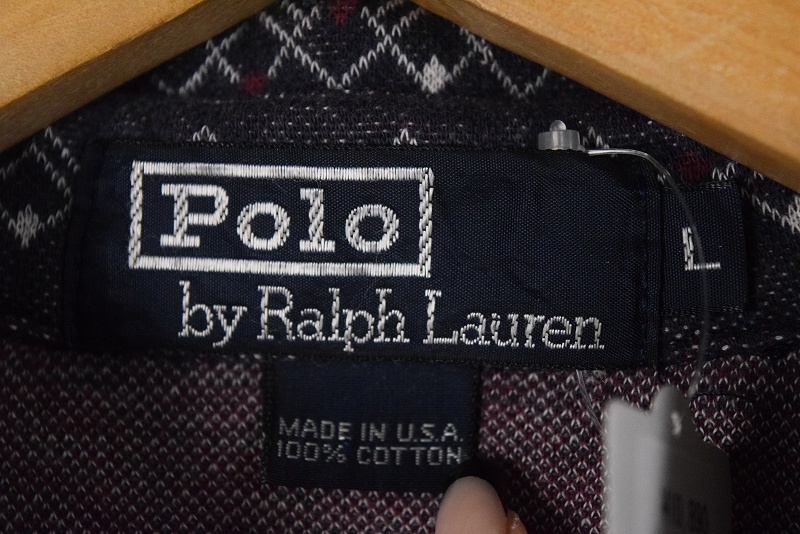 Polo
by Ralph Lauren
L
MADE IN U.S.A.
100% COTTON